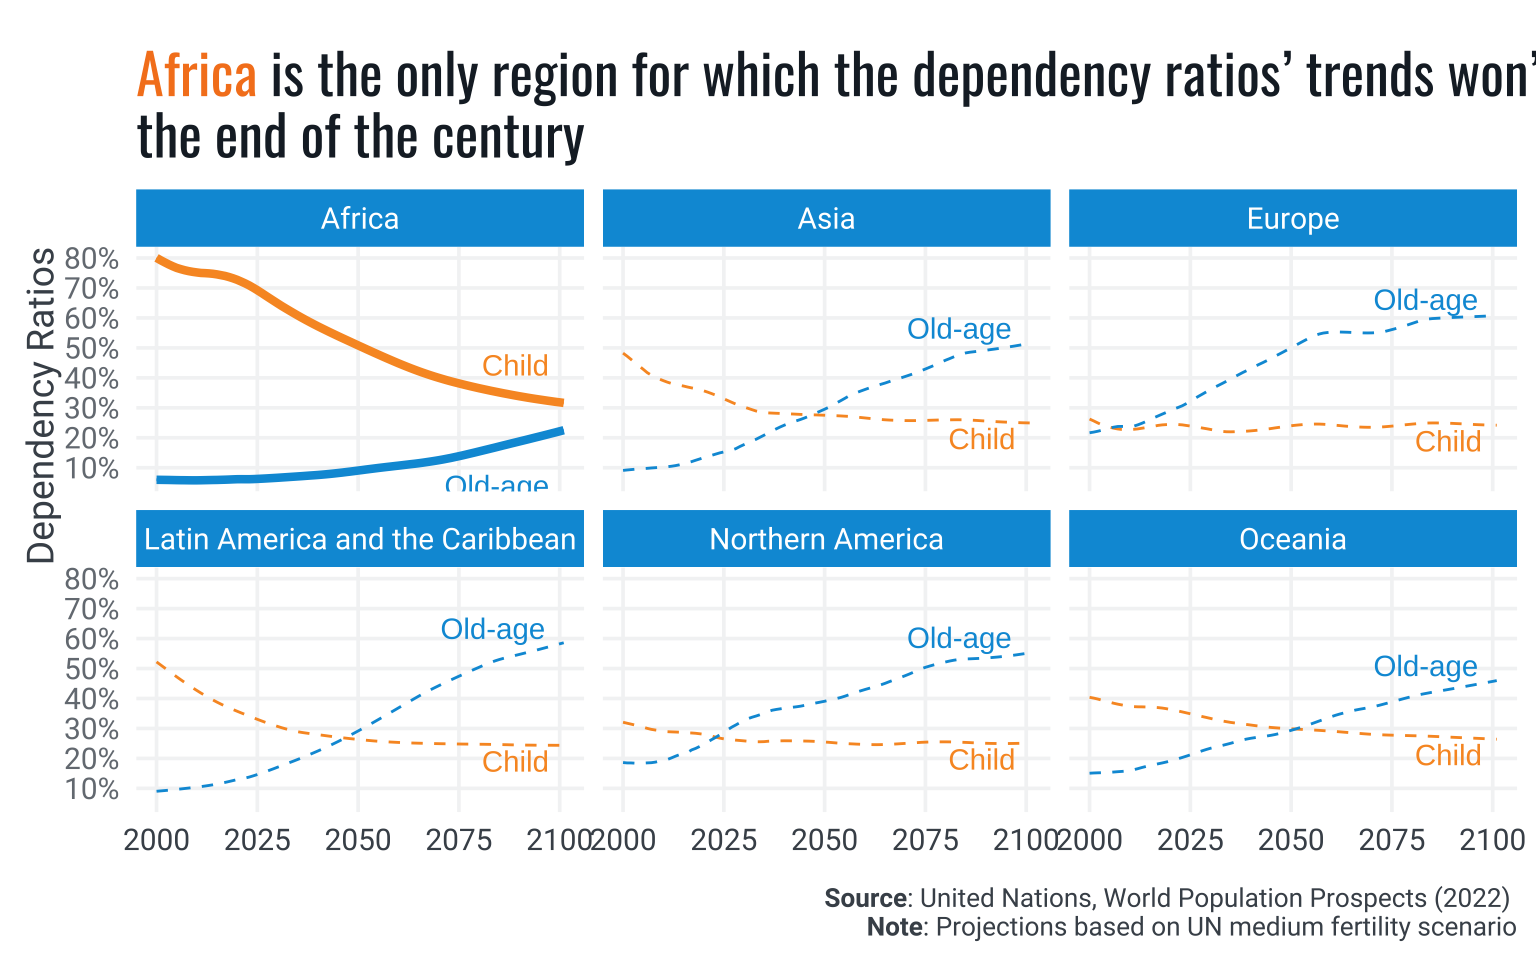 Africa is the only region for which the dependency ratios’ trends won’
the end of the century
Dependency Ratios
Africa
80%
70%
60%
50%
40%
30%
20%
10%
Child
Old-age
Asia
Old-age
Child
Europe
Old-age
Child
Latin America and the Caribbean
80%
70%
60%
50%
40%
30%
20%
10%
Old-age
Child
Northern America
Old-age
Child
Oceania
Old-age
Child
2000 2025 2050 2075 2100
2000 2025 2050 2075 2100
2000 2025 2050 2075 2100
Source: United Nations, World Population Prospects (2022)
Note: Projections based on UN medium fertility scenario